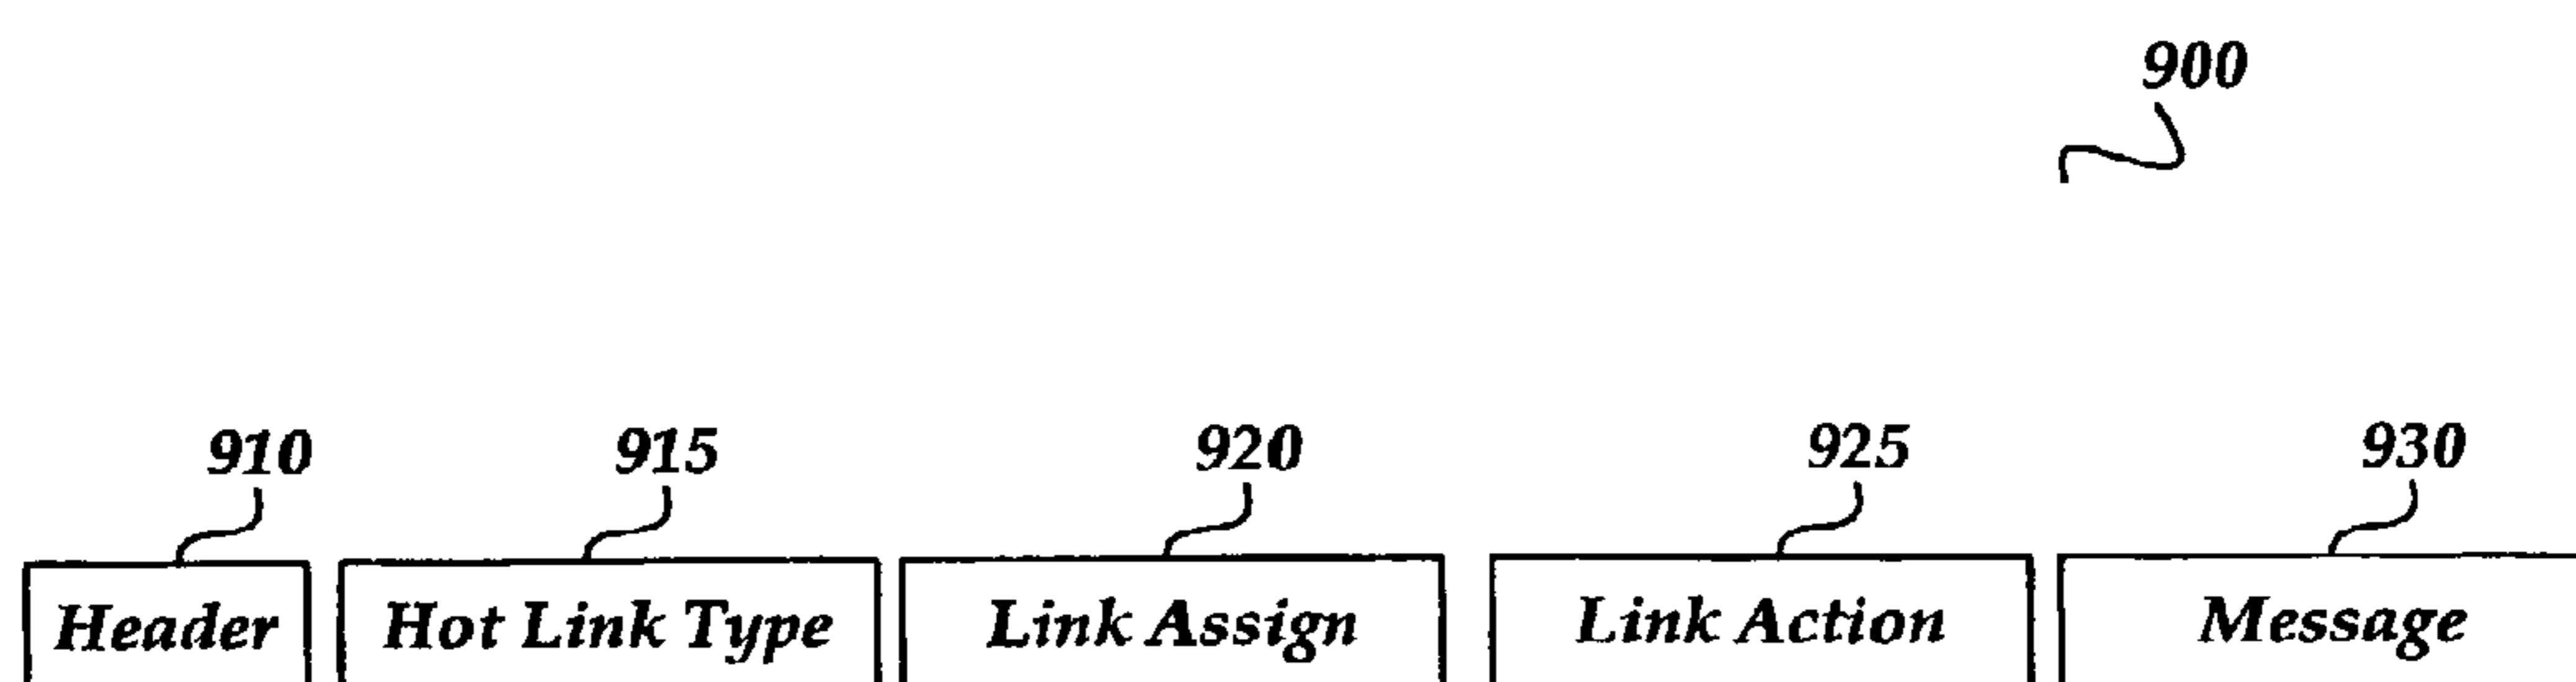 900
910 915 920 925 930
Header Hot Link Type Link Assign Link Action Message